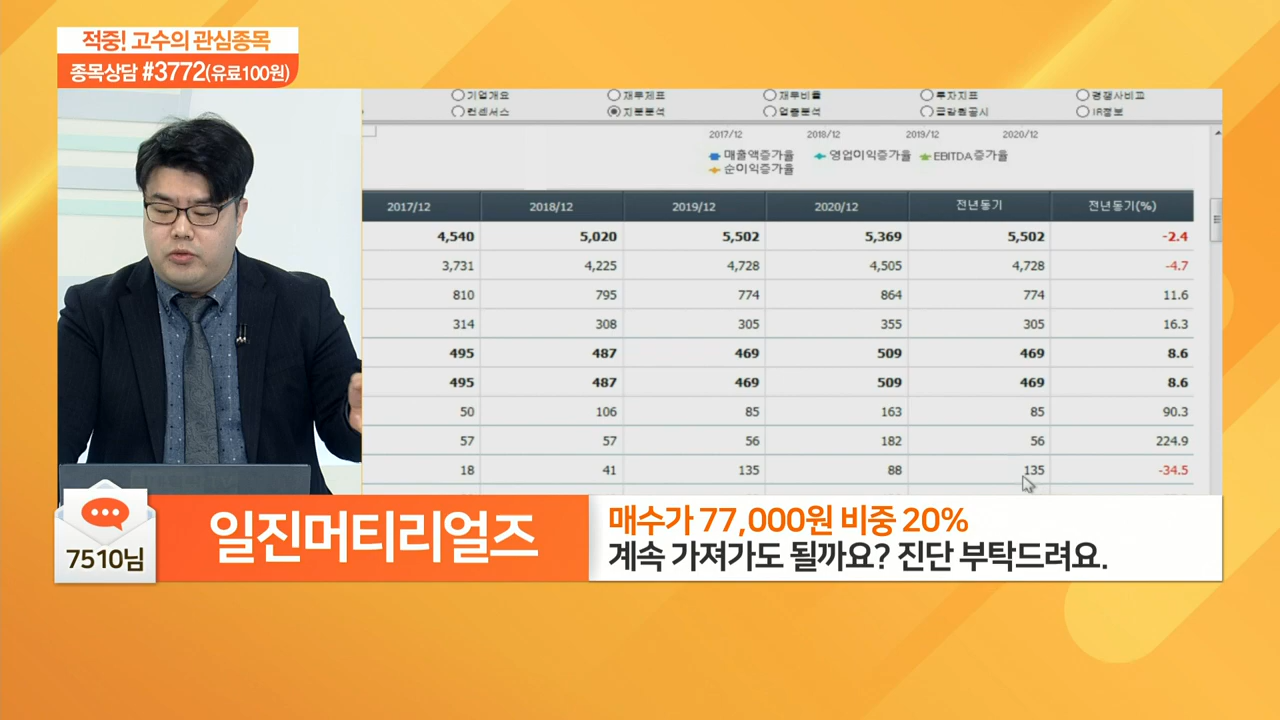 적중! 고수의 관심종목
종목상담 #3772(유료100원)
기업개요 재무제표 재무비율 투자지표 경쟁사비교
컨센서스 지분분석 업종분석 금감원공시 IR정보
2017/12 2018/12 2019/12 2020/12
매출액증가율 영업이익증가율 EBITDA증가율
순이익증가율
2017/12 2018/12 2019/12 2020/12 전년동기 전년동기(%)
4,540 5,020 5,502 5,369 5,502 -2.4
3,731 4,225 4,728 4,505 4,728 -4.7
810 795 774 864 774 11.6
314 308 305 355 305 16.3
495 487 469 509 469 8.6
495 487 469 509 469 8.6
50 106 85 163 85 90.3
57 57 56 182 56 224.9
18 41 135 88 135 -34.5
7510님
일진머티리얼즈
매수가 77,000원 비중 20%
계속 가져가도 될까요? 진단 부탁드려요.